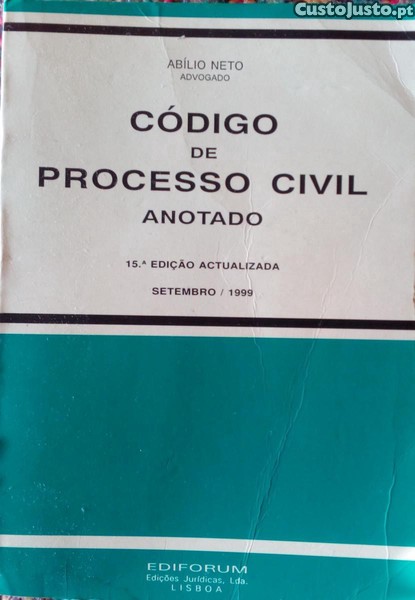 CustoJusto.pt
ABÍLIO NETO
ADVOGADO
CÓDIGO
DE
PROCESSO CIVIL
ANOTADO
15.ª EDIÇÃO ACTUALIZADA
SETEMBRO / 1999
EDIFORUM
Edições Jurídicas, Lda.
LISBOA